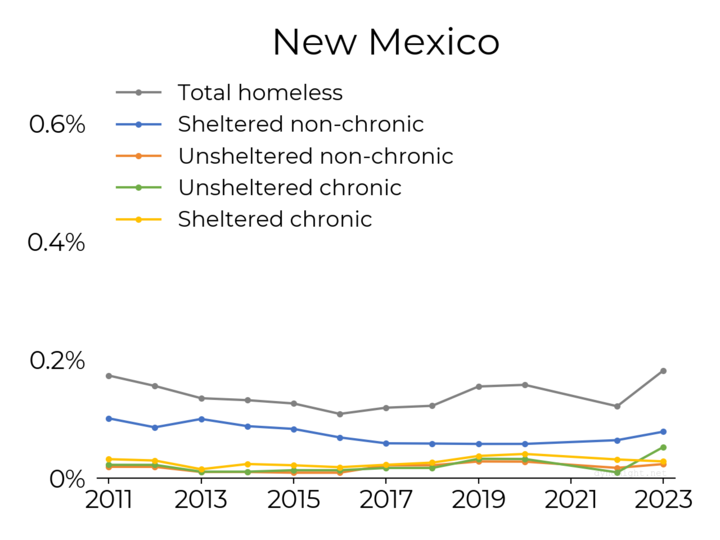 New Mexico
Total homeless
Sheltered non-chronic
Unsheltered non-chronic
Unsheltered chronic
Sheltered chronic
0.6%
0.4%
0.2%
0%
2011 2013 2015 2017 2019 2021 2023